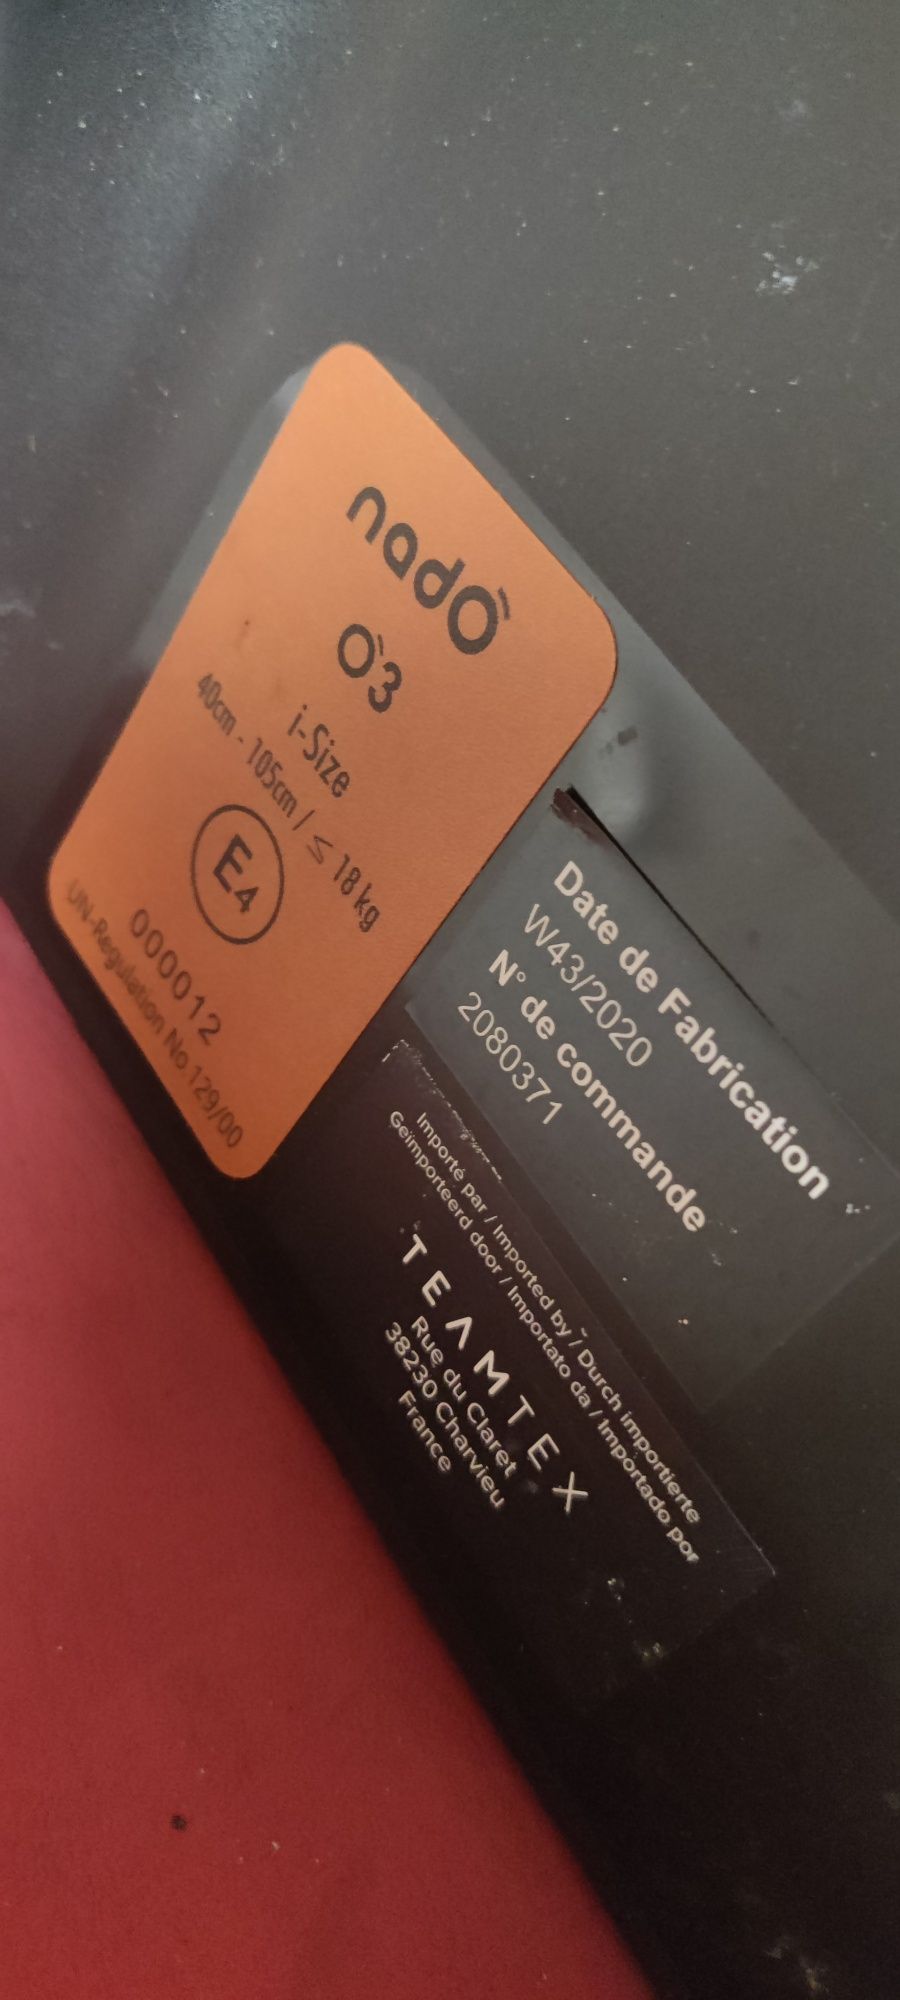 nadó
Ó3
i-Size
40cm - 105cm / ≤ 18 kg
E4
000012
UN-Regulation No.129/00
Date de Fabrication
W43/2020
N° de commande
2080371
Importé par / Imported by / Durch importierte
Geïmporteerd door / Importato da / Importado por
TEAMTEX
Rue du Claret
38230 Charvieu
France